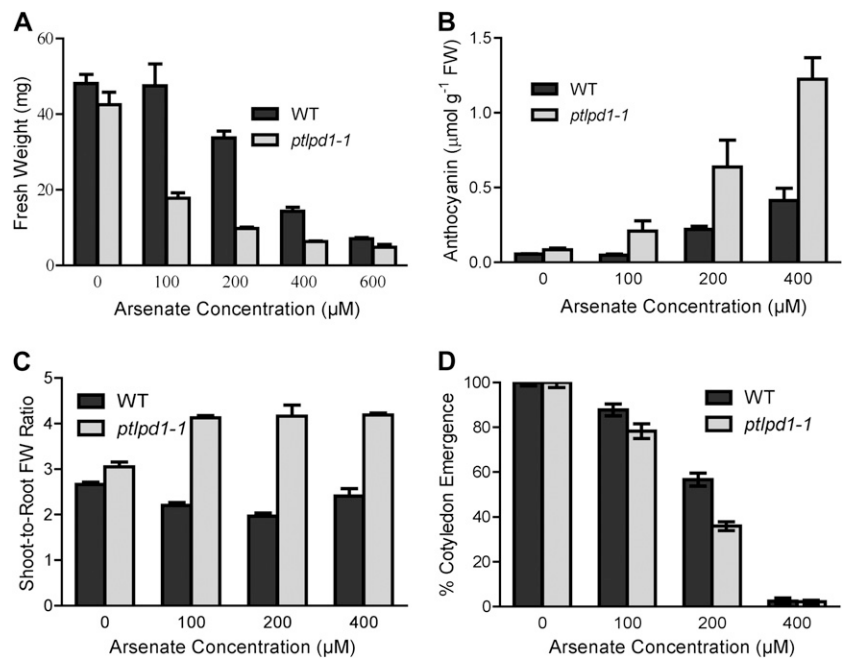 A
60
40
20
0
Fresh Weight (mg)
WT
ptlpd1-1
0 100 200 400 600
Arsenate Concentration (µM)
B
1.5
1.0
0.5
0.0
Anthocyanin (µmol g⁻¹ FW)
WT
ptlpd1-1
0 100 200 400
Arsenate Concentration (µM)
C
5
4
3
2
1
0
Shoot-to-Root FW Ratio
WT
ptlpd1-1
0 100 200 400
Arsenate Concentration (µM)
D
100
80
60
40
20
0
% Cotyledon Emergence
WT
ptlpd1-1
0 100 200 400
Arsenate Concentration (µM)